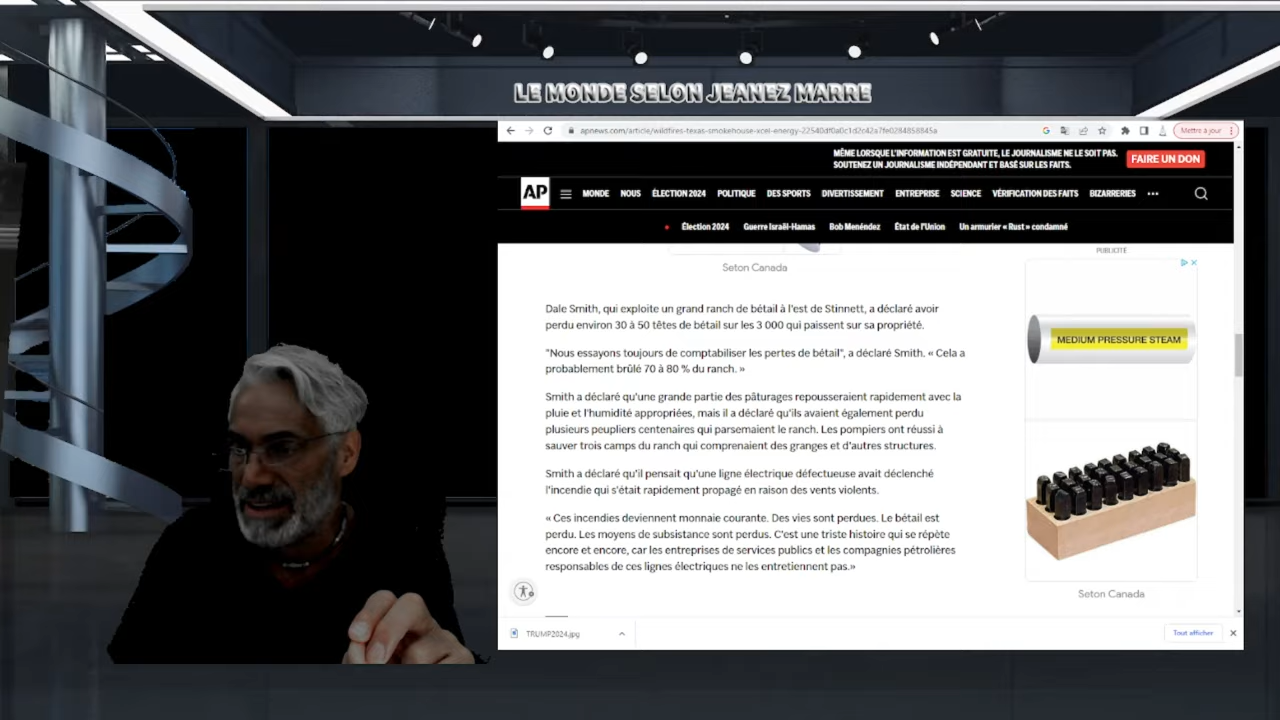 LE MONDE SELON JEANEZ MARRE
apnews.com/article/wildfires-texas-smokehouse-xcel-energy-22540df0a0c1d2c42a7fe0284858845a
Mettre à jour
MÊME LORSQUE L'INFORMATION EST GRATUITE, LE JOURNALISME NE LE SOIT PAS.
SOUTENEZ UN JOURNALISME INDÉPENDANT ET BASÉ SUR LES FAITS.
FAIRE UN DON
AP
MONDE NOUS ÉLECTION 2024 POLITIQUE DES SPORTS DIVERTISSEMENT ENTREPRISE SCIENCE VÉRIFICATION DES FAITS BIZARRERIES
Élection 2024 Guerre Israël-Hamas Bob Menéndez État de l'Union Un armurier « Rust » condamné
PUBLICITÉ
Seton Canada
Dale Smith, qui exploite un grand ranch de bétail à l'est de Stinnett, a déclaré avoir
perdu environ 30 à 50 têtes de bétail sur les 3 000 qui paissent sur sa propriété.
"Nous essayons toujours de comptabiliser les pertes de bétail", a déclaré Smith. « Cela a
probablement brûlé 70 à 80 % du ranch. »
Smith a déclaré qu'une grande partie des pâturages repousseraient rapidement avec la
pluie et l'humidité appropriées, mais il a déclaré qu'ils avaient également perdu
plusieurs peupliers centenaires qui parsemaient le ranch. Les pompiers ont réussi à
sauver trois camps du ranch qui comprenaient des granges et d'autres structures.
Smith a déclaré qu'il pensait qu'une ligne électrique défectueuse avait déclenché
l'incendie qui s'était rapidement propagé en raison des vents violents.
« Ces incendies deviennent monnaie courante. Des vies sont perdues. Le bétail est
perdu. Les moyens de subsistance sont perdus. C'est une triste histoire qui se répète
encore et encore, car les entreprises de services publics et les compagnies pétrolières
responsables de ces lignes électriques ne les entretiennent pas.»
MEDIUM PRESSURE STEAM
Seton Canada
TRUMP2024.jpg
Tout afficher